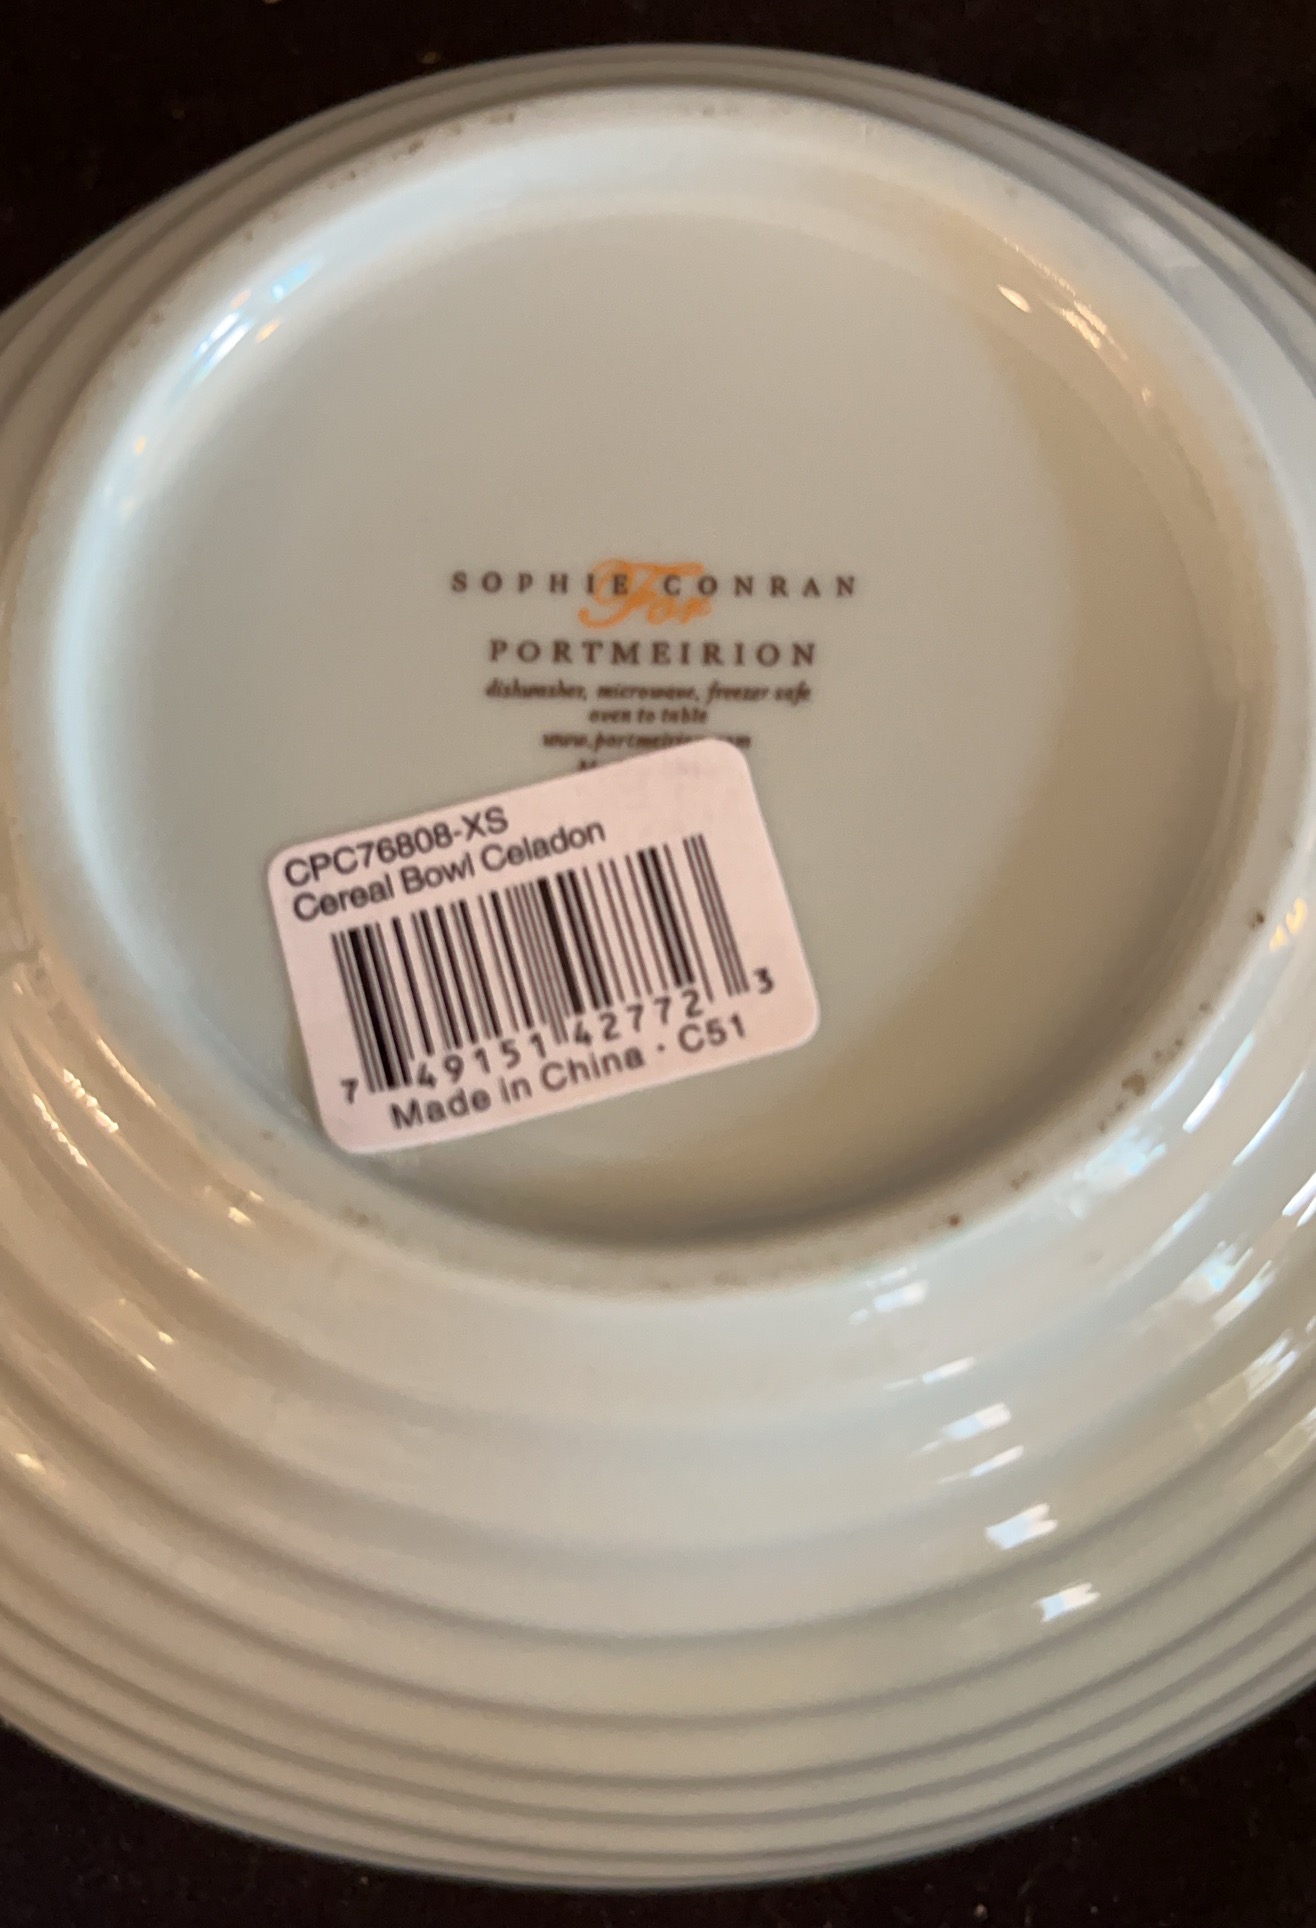 SOPHIE CONRAN
For
PORTMEIRION
dishwasher, microwave, freezer safe
oven to table
CPC76808-XS
Cereal Bowl Celadon
7 49151 42772 3
Made in China · C51